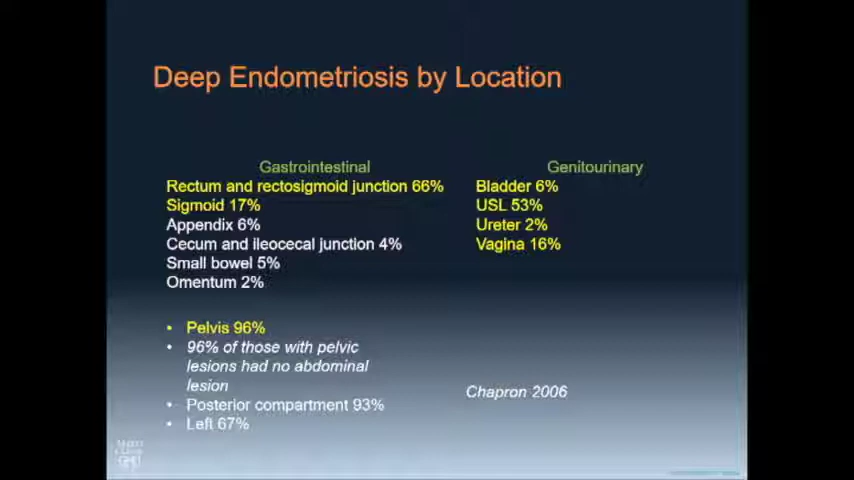 Deep Endometriosis by Location
Gastrointestinal
Rectum and rectosigmoid junction 66%
Sigmoid 17%
Appendix 6%
Cecum and ileocecal junction 4%
Small bowel 5%
Omentum 2%
Genitourinary
Bladder 6%
USL 53%
Ureter 2%
Vagina 16%
• Pelvis 96%
• 96% of those with pelvic
lesions had no abdominal
lesion
• Posterior compartment 93%
• Left 67%
Chapron 2006